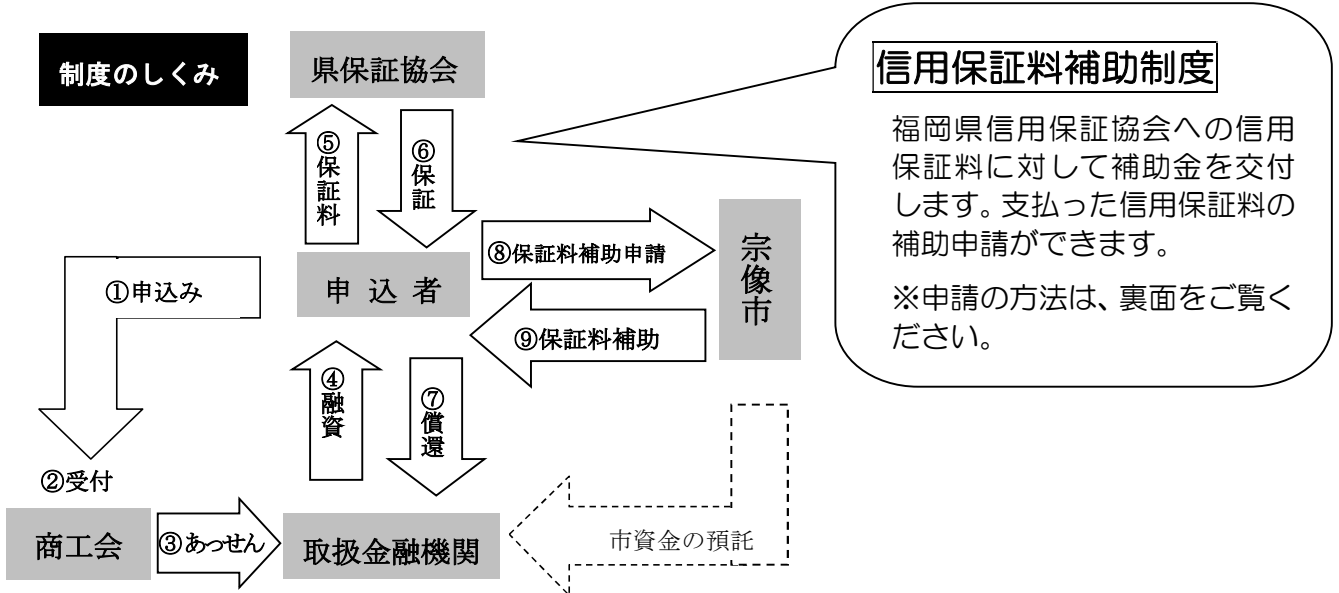 制度のしくみ
県保証協会
信用保証料補助制度
福岡県信用保証協会への信用
保証料に対して補助金を交付
します。支払った信用保証料の
補助申請ができます。
※申請の方法は、裏面をご覧く
ださい。
⑤保証料
⑥保証
⑧保証料補助申請
宗像市
①申込み
申込者
⑨保証料補助
④融資
⑦償還
②受付
商工会
③あっせん
取扱金融機関
市資金の預託